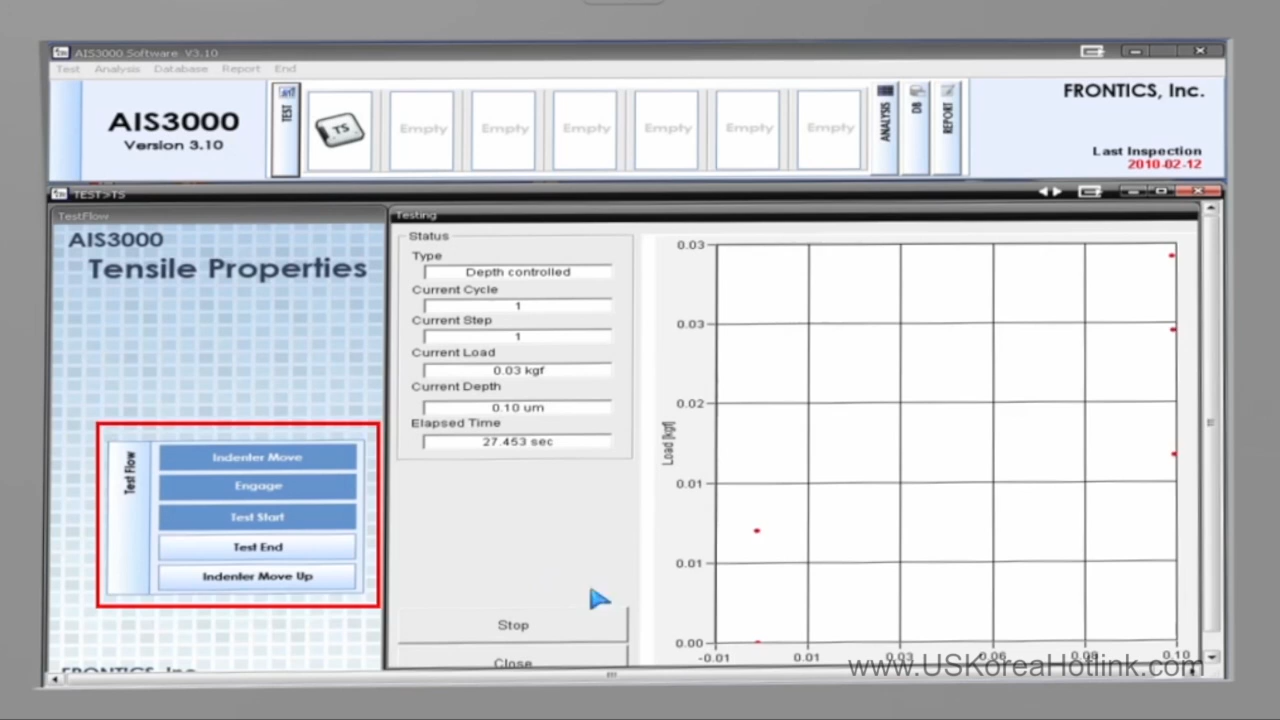 AIS3000 Software V3.10
Test Analysis Database Report End
AIS3000
Version 3.10
TEST
TS
Empty
Empty
Empty
Empty
Empty
Empty
ANALYSIS
DB
REPORT
FRONTICS, Inc.
Last Inspection
2010-02-12
TEST>TS
TestFlow
AIS3000
Tensile Properties
Test Flow
Indenter Move
Engage
Test Start
Test End
Indenter Move Up
FRONTICS, Inc
Testing
Status
Type
Depth controlled
Current Cycle
1
Current Step
1
Current Load
0.03 kgf
Current Depth
0.10 um
Elapsed Time
27.453 sec
Stop
Close
Load [kgf]
0.03
0.03
0.02
0.01
0.01
0.00
-0.01 0.01 0.03 0.06 0.08 0.10
www.USKoreaHotlink.com